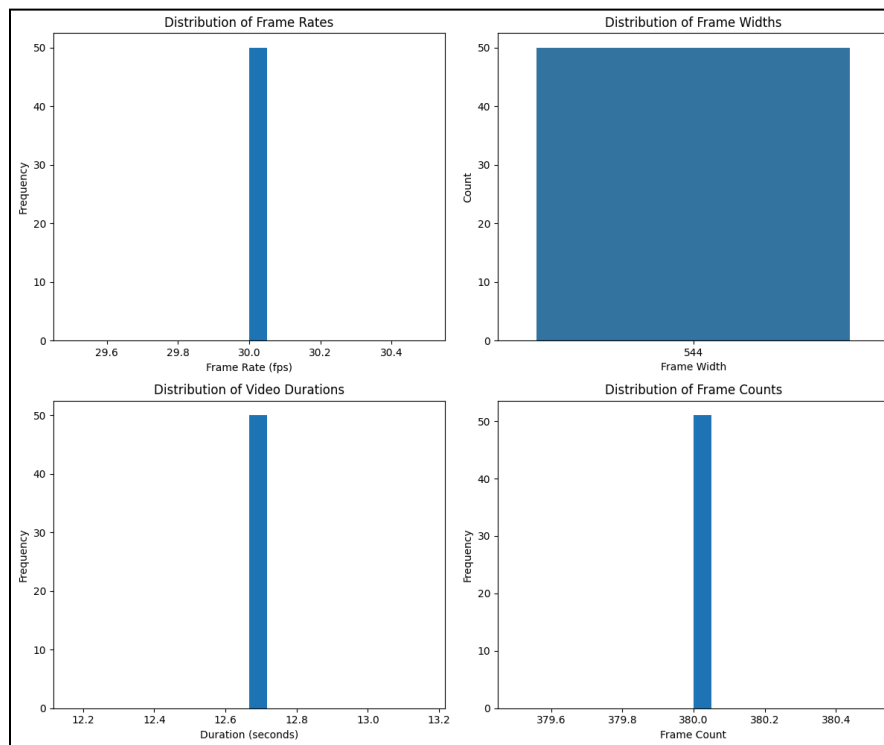 Distribution of Frame Rates
50
40
30
20
10
0
Frequency
29.6 29.8 30.0 30.2 30.4
Frame Rate (fps)
Distribution of Frame Widths
50
40
30
20
10
0
Count
544
Frame Width
Distribution of Video Durations
50
40
30
20
10
0
Frequency
12.2 12.4 12.6 12.8 13.0 13.2
Duration (seconds)
Distribution of Frame Counts
50
40
30
20
10
0
Frequency
379.6 379.8 380.0 380.2 380.4
Frame Count